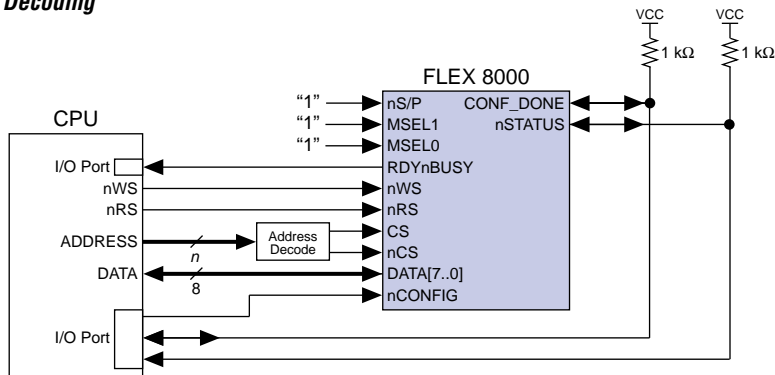 Decoding
VCC
VCC
1 kΩ
1 kΩ
FLEX 8000
CPU
"1"
nS/P
CONF_DONE
"1"
MSEL1
nSTATUS
"1"
MSEL0
I/O Port
RDYnBUSY
nWS
nWS
nRS
nRS
ADDRESS
n
Address
Decode
CS
nCS
DATA
8
DATA[7..0]
nCONFIG
I/O Port